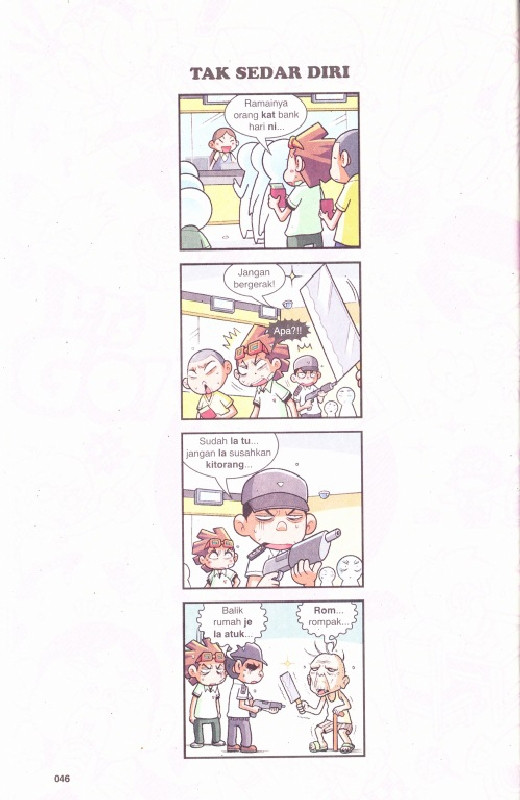 TAK SEDAR DIRI
Ramainya
orang kat bank
hari ni...
Jangan
bergerak!!
Apa?!!
Sudah la tu...
jangan la susahkan
kitorang...
Balik
rumah je
la atuk...
Rom...
rompak...
046